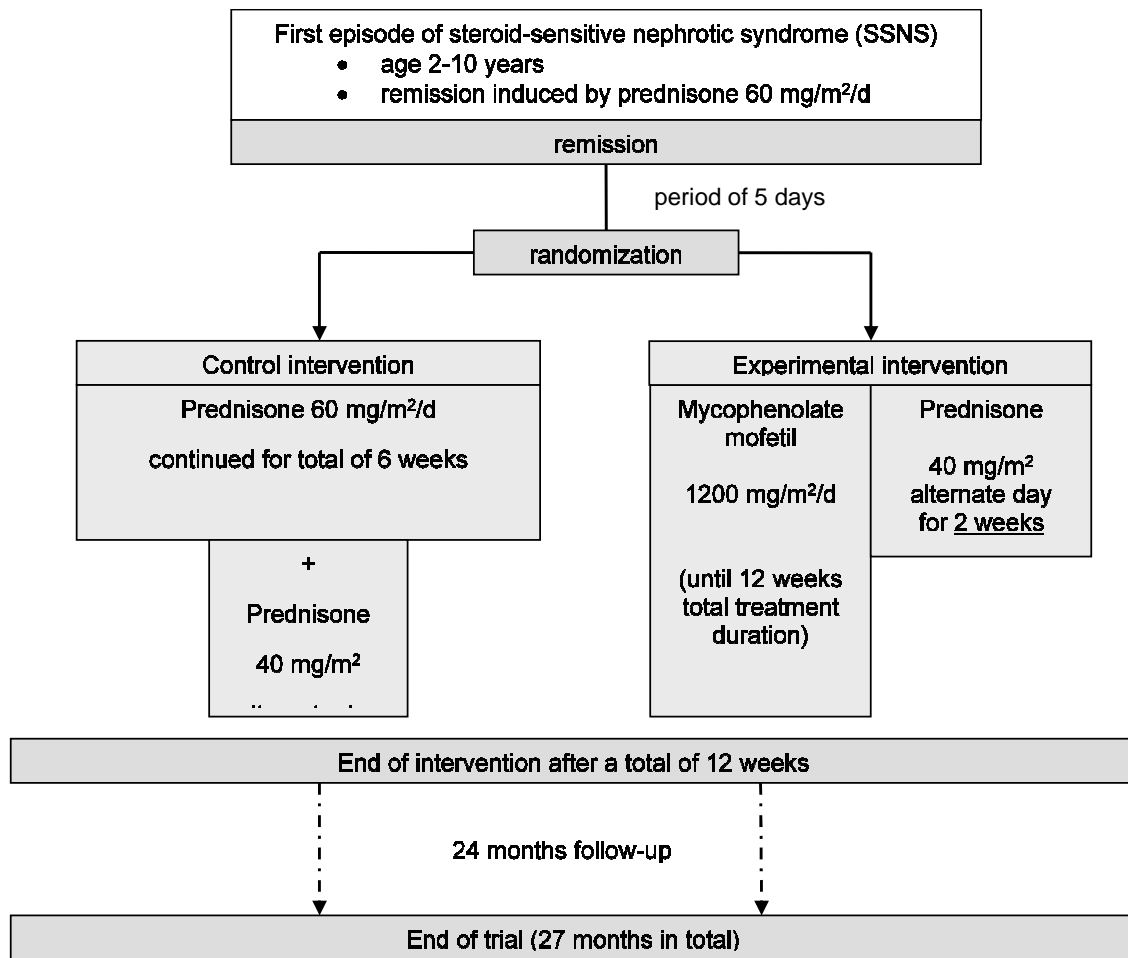 First episode of steroid-sensitive nephrotic syndrome (SSNS)
• age 2-10 years
• remission induced by prednisone 60 mg/m²/d
remission
period of 5 days
randomization
Control intervention
Prednisone 60 mg/m²/d
continued for total of 6 weeks
+
Prednisone
40 mg/m²
Experimental intervention
Mycophenolate
mofetil
1200 mg/m²/d
(until 12 weeks
total treatment
duration)
Prednisone
40 mg/m²
alternate day
for 2 weeks
End of intervention after a total of 12 weeks
24 months follow-up
End of trial (27 months in total)